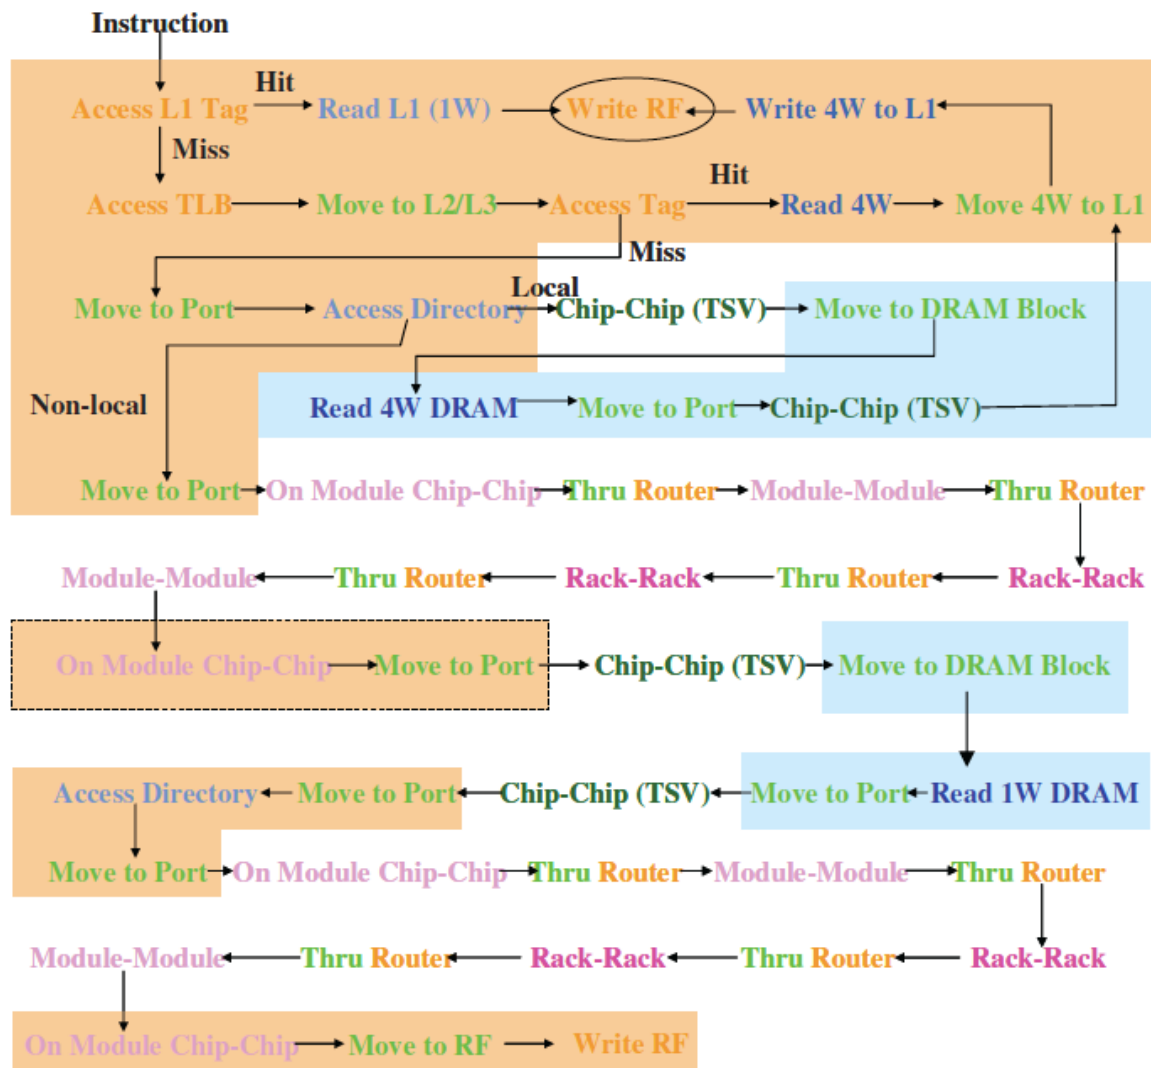 Instruction
Hit
Access L1 Tag Read L1 (1W) Write RF Write 4W to L1
Miss
Hit
Access TLB Move to L2/L3 Access Tag Read 4W Move 4W to L1
Miss
Local
Move to Port Access Directory Chip-Chip (TSV) Move to DRAM Block
Non-local
Read 4W DRAM Move to Port Chip-Chip (TSV)
Move to Port On Module Chip-Chip Thru Router Module-Module Thru Router
Module-Module Thru Router Rack-Rack Thru Router Rack-Rack
On Module Chip-Chip Move to Port Chip-Chip (TSV) Move to DRAM Block
Access Directory Move to Port Chip-Chip (TSV) Move to Port Read 1W DRAM
Move to Port On Module Chip-Chip Thru Router Module-Module Thru Router
Module-Module Thru Router Rack-Rack Thru Router Rack-Rack
On Module Chip-Chip Move to RF Write RF